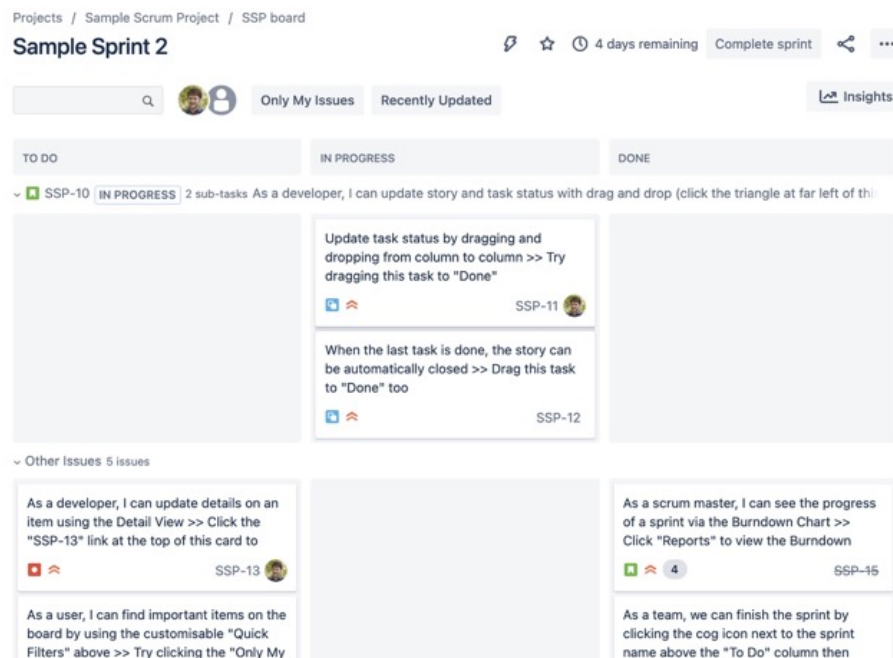 Projects / Sample Scrum Project / SSP board
Sample Sprint 2
4 days remaining
Complete sprint
Only My Issues
Recently Updated
Insights
TO DO
IN PROGRESS
DONE
SSP-10 IN PROGRESS 2 sub-tasks As a developer, I can update story and task status with drag and drop (click the triangle at far left of this
Update task status by dragging and
dropping from column to column >> Try
dragging this task to "Done"
SSP-11
When the last task is done, the story can
be automatically closed >> Drag this task
to "Done" too
SSP-12
Other Issues 5 issues
As a developer, I can update details on an
item using the Detail View >> Click the
"SSP-13" link at the top of this card to
SSP-13
As a user, I can find important items on the
board by using the customisable "Quick
Filters" above >> Try clicking the "Only My
As a scrum master, I can see the progress
of a sprint via the Burndown Chart >>
Click "Reports" to view the Burndown
4
SSP-15
As a team, we can finish the sprint by
clicking the cog icon next to the sprint
name above the "To Do" column then